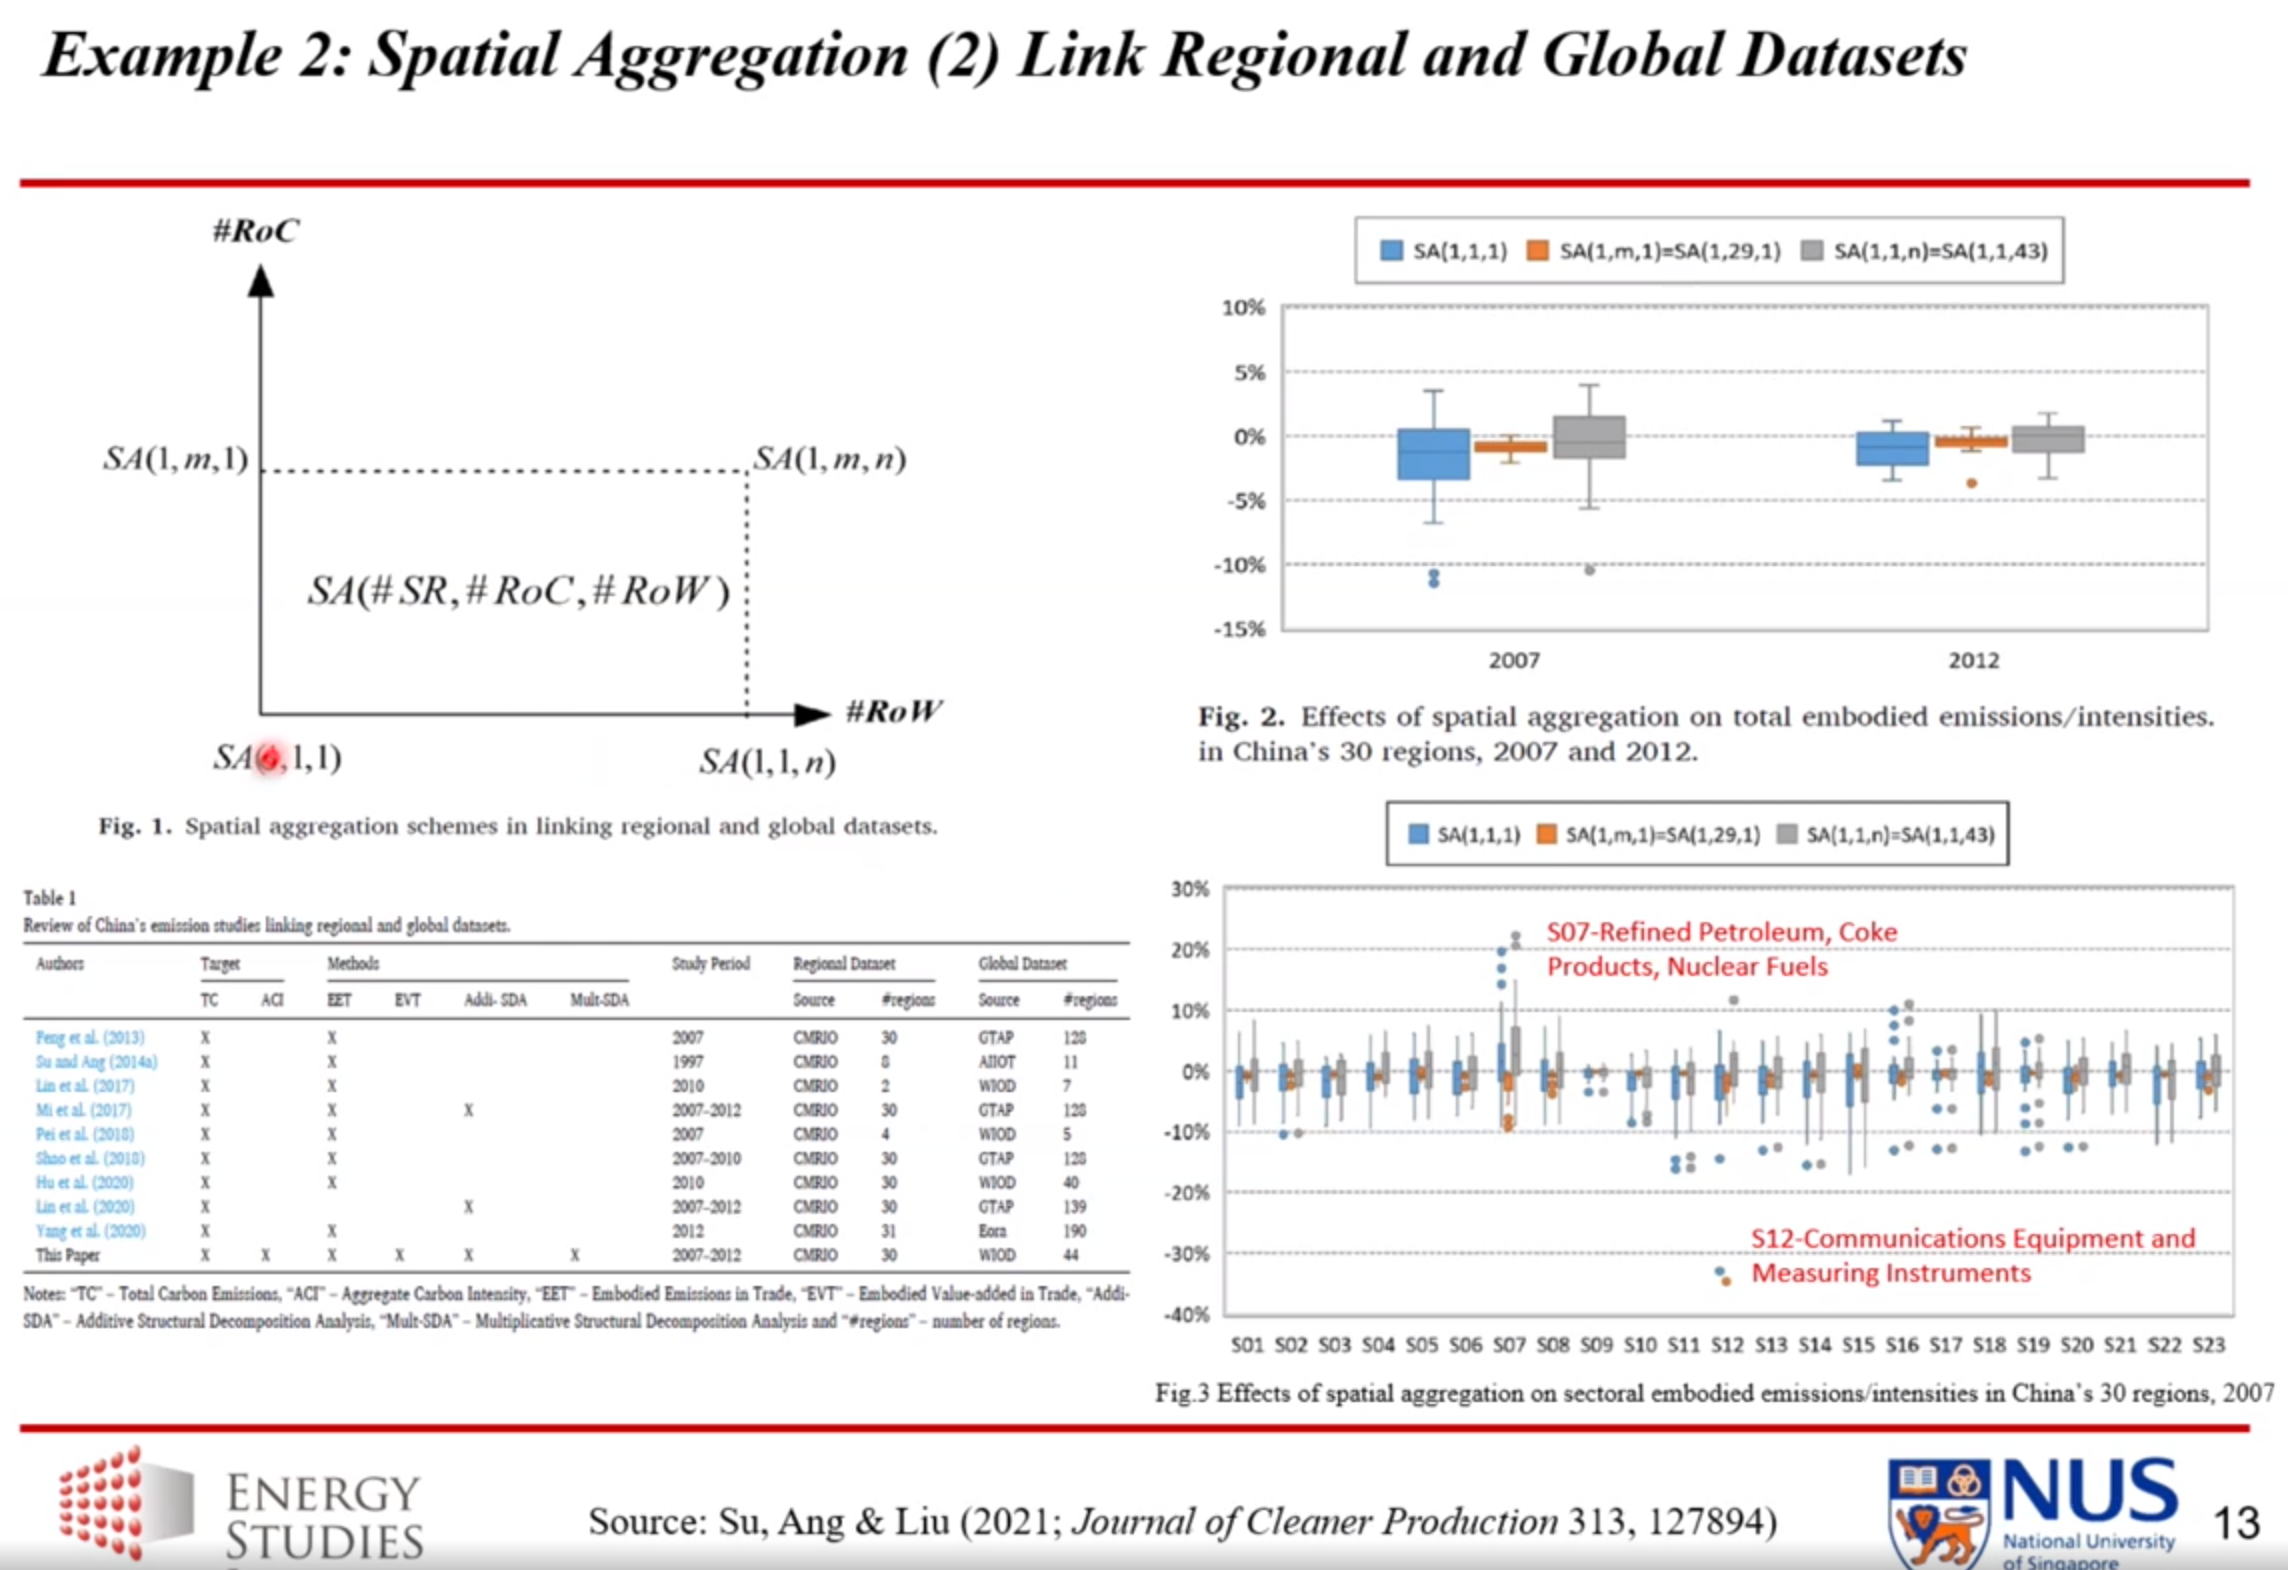 Example 2: Spatial Aggregation (2) Link Regional and Global Datasets
#RoC
SA(1,m,1)
SA(1,m,n)
SA(#SR,#RoC,#RoW)
#RoW
SA( ,1,1)
SA(1,1,n)
Fig. 1. Spatial aggregation schemes in linking regional and global datasets.
Table 1
Review of China's emission studies linking regional and global datasets.
Authors Target Methods Study Period Regional Dataset Global Dataset
TC ACI EET EVT Addi- SDA Mult-SDA Source #regions Source #regions
Feng et al. (2013) X X 2007 CMRIO 30 GTAP 128
Su and Ang (2014a) X X 1997 CMRIO 8 AIIOT 11
Lin et al. (2017) X X 2010 CMRIO 2 WIOD 7
Mi et al. (2017) X X X 2007-2012 CMRIO 30 GTAP 128
Pei et al. (2018) X X 2007 CMRIO 4 WIOD 5
Shao et al. (2018) X X 2007-2010 CMRIO 30 GTAP 128
Hu et al. (2020) X X 2010 CMRIO 30 WIOD 40
Lin et al. (2020) X X 2007-2012 CMRIO 30 GTAP 139
Yang et al. (2020) X X 2012 CMRIO 31 Eora 190
This Paper X X X X X X 2007-2012 CMRIO 30 WIOD 44
Notes: "TC" – Total Carbon Emissions, "ACI" – Aggregate Carbon Intensity, "EET" – Embodied Emissions in Trade, "EVT" – Embodied Value-added in Trade, "Addi-
SDA" – Additive Structural Decomposition Analysis, "Mult-SDA" – Multiplicative Structural Decomposition Analysis and "#regions" – number of regions.
SA(1,1,1) SA(1,m,1)=SA(1,29,1) SA(1,1,n)=SA(1,1,43)
10%
5%
0%
-5%
-10%
-15%
2007 2012
Fig. 2. Effects of spatial aggregation on total embodied emissions/intensities.
in China's 30 regions, 2007 and 2012.
SA(1,1,1) SA(1,m,1)=SA(1,29,1) SA(1,1,n)=SA(1,1,43)
30%
20%
10%
0%
-10%
-20%
-30%
-40%
S07-Refined Petroleum, Coke
Products, Nuclear Fuels
S12-Communications Equipment and
Measuring Instruments
S01 S02 S03 S04 S05 S06 S07 S08 S09 S10 S11 S12 S13 S14 S15 S16 S17 S18 S19 S20 S21 S22 S23
Fig.3 Effects of spatial aggregation on sectoral embodied emissions/intensities in China's 30 regions, 2007
ENERGY
STUDIES
Source: Su, Ang & Liu (2021; Journal of Cleaner Production 313, 127894)
NUS
National University
of Singapore
13